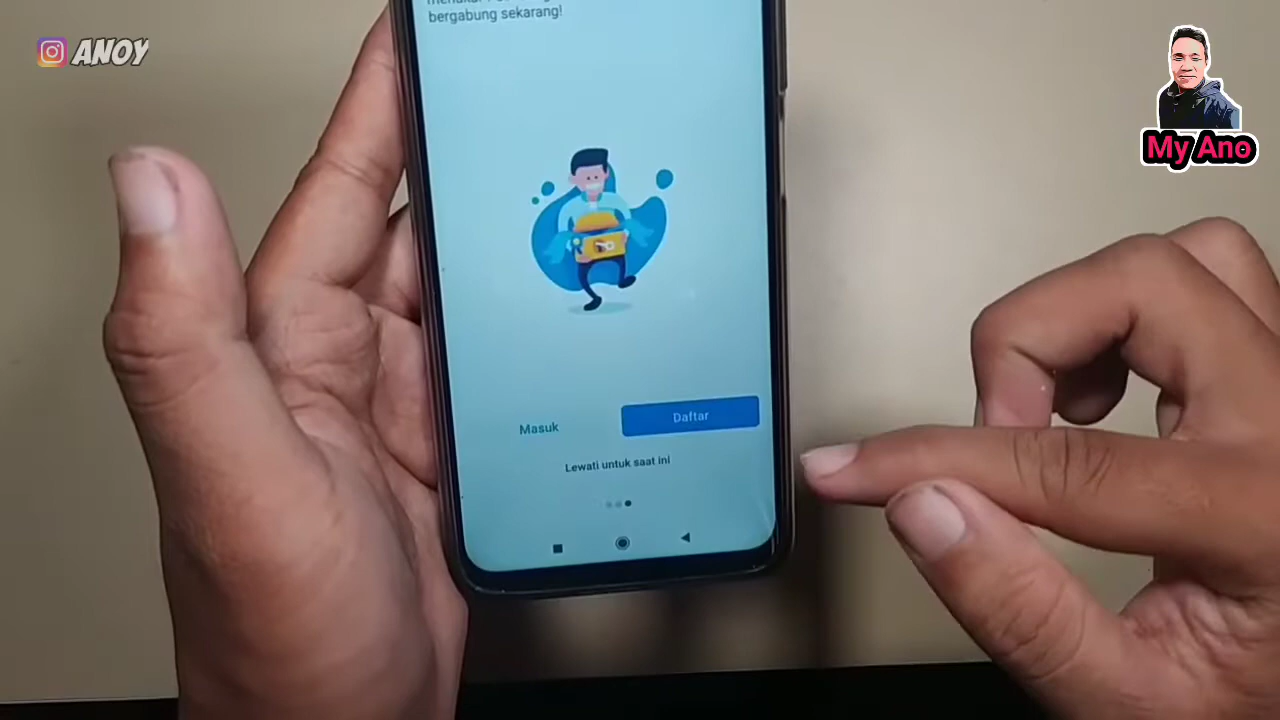 bergabung sekarang!
ANOY
My Ano
Daftar
Masuk
Lewati untuk saat ini